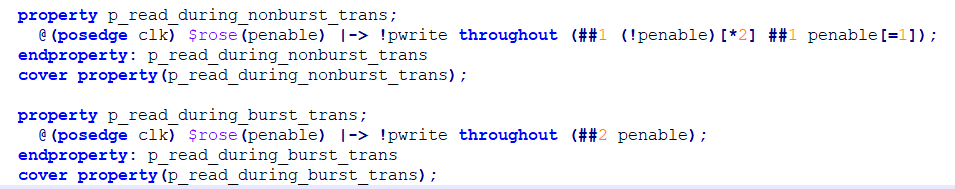 property p_read_during_nonburst_trans;
@(posedge clk) $rose(penable) |-> !pwrite throughout (##1 (!penable)[*2] ##1 penable[=1]);
endproperty: p_read_during_nonburst_trans
cover property(p_read_during_nonburst_trans);
property p_read_during_burst_trans;
@(posedge clk) $rose(penable) |-> !pwrite throughout (##2 penable);
endproperty: p_read_during_burst_trans
cover property(p_read_during_burst_trans);